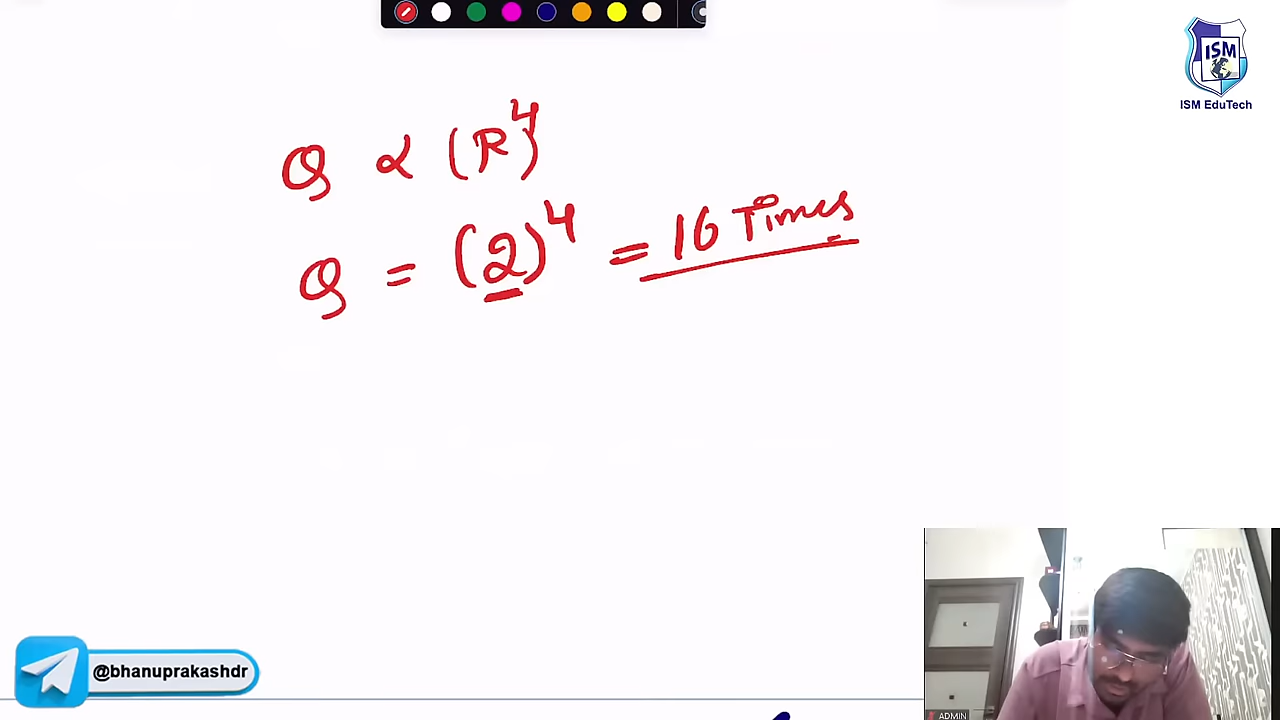 ISM
ISM EduTech
Q ∝ (R)^4
Q = (2)^4 = 16 Times
@bhanuprakashdr
ADMIN